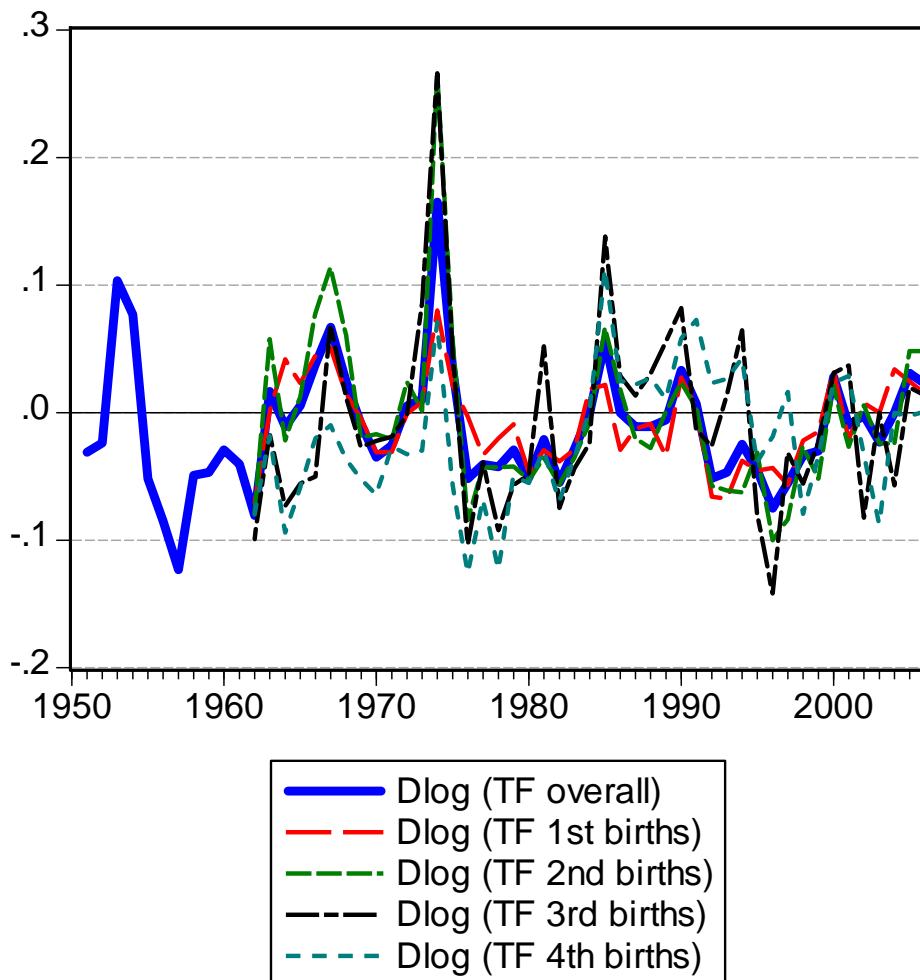 .3
.2
.1
.0
-.1
-.2
1950 1960 1970 1980 1990 2000
Dlog (TF overall)
Dlog (TF 1st births)
Dlog (TF 2nd births)
Dlog (TF 3rd births)
Dlog (TF 4th births)